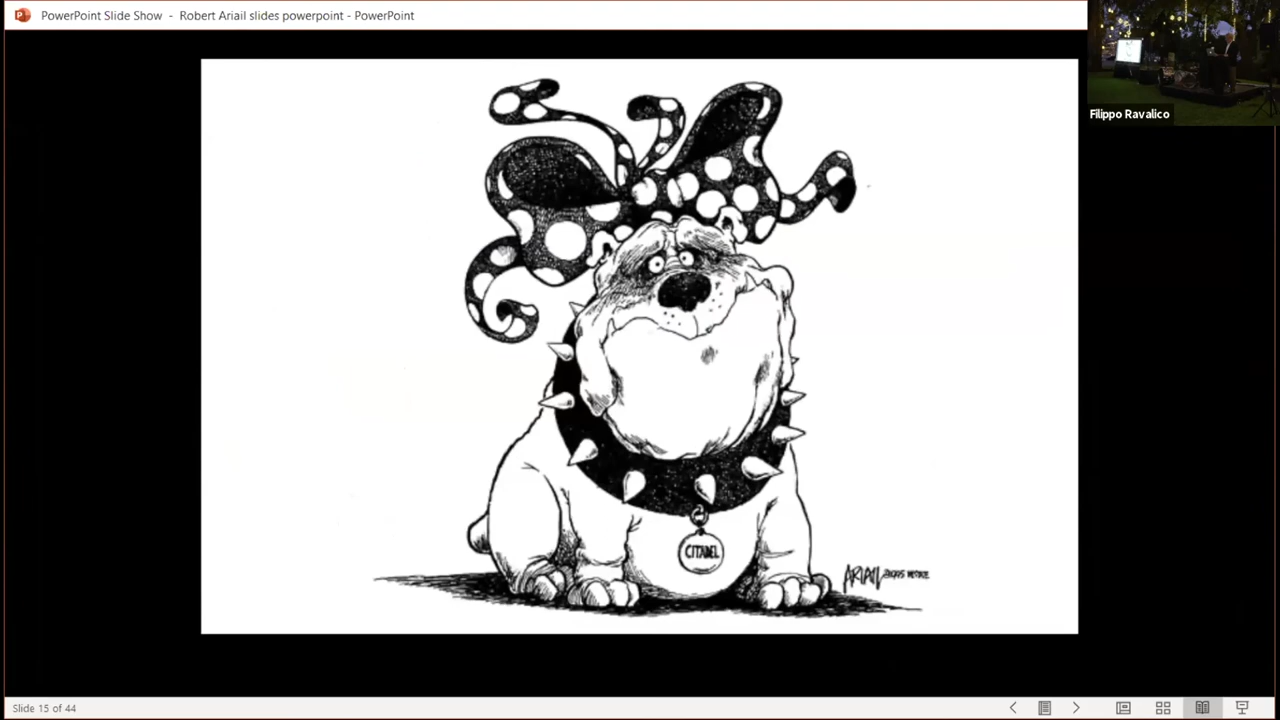 PowerPoint Slide Show - Robert Ariail slides powerpoint - PowerPoint
Filippo Ravalico
CITADEL
ARIAIL
Slide 15 of 44